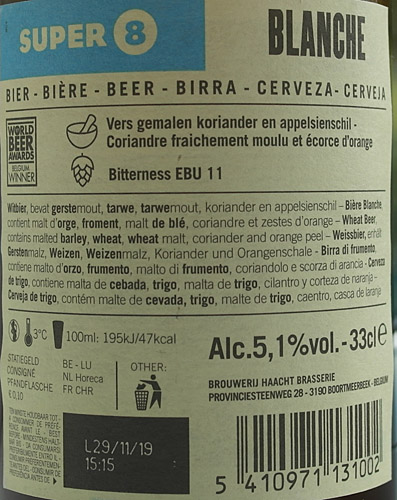 SUPER 8
BLANCHE
BIER - BIÈRE - BEER - BIRRA - CERVEZA - CERVEJA
WORLD
BEER
AWARDS
BELGIUM
WINNER
Vers gemalen koriander en appelsienschil -
Coriandre fraichement moulu et écorce d'orange
Bitterness EBU 11
Witbier, bevat gerstemout, tarwe, tarwemout, koriander en appelsienschil – Bière Blanche,
contient malt d'orge, froment, malt de blé, coriandre et zestes d'orange – Wheat Beer,
contains malted barley, wheat, wheat malt, coriander and orange peel - Weissbier, enthält
Gerstenmalz, Weizen, Weizenmalz, Koriander und Orangenschale - Birra di frumento,
contiene malto d'orzo, frumento, malto di frumento, coriandolo e scorza di arancia - Cerveza
de trigo, contiene malta de cebada, trigo, malta de trigo, cilantro y corteza de naranja -
Cerveja de trigo, contém malte de cevada, trigo, malte de trigo, caentro, casca de laranja
3°C
100ml: 195kJ/47kcal
Alc.5,1%vol.-33cl e
STATIEGELD
CONSIGNE
PFANDFLASCHE
€ 0,10
BE - LU
NL Horeca
FR CHR
OTHER:
BROUWERIJ HAACHT BRASSERIE
PROVINCIESTEENWEG 28 - 3190 BOORTMEERBEEK - BELGIUM
L29/11/19
15:15
5 410971 131002